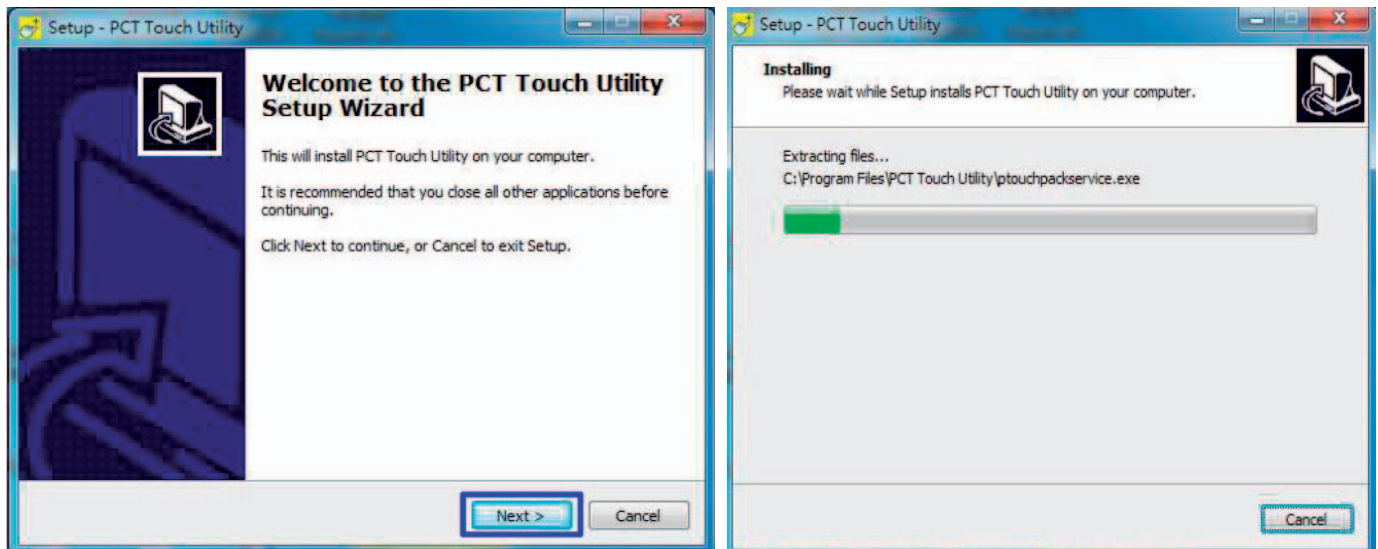 Setup - PCT Touch Utility
Welcome to the PCT Touch Utility
Setup Wizard
This will install PCT Touch Utility on your computer.
It is recommended that you close all other applications before
continuing.
Click Next to continue, or Cancel to exit Setup.
Next >
Cancel
Setup - PCT Touch Utility
Installing
Please wait while Setup installs PCT Touch Utility on your computer.
Extracting files...
C:\Program Files\PCT Touch Utility\ptouchpackservice.exe
Cancel